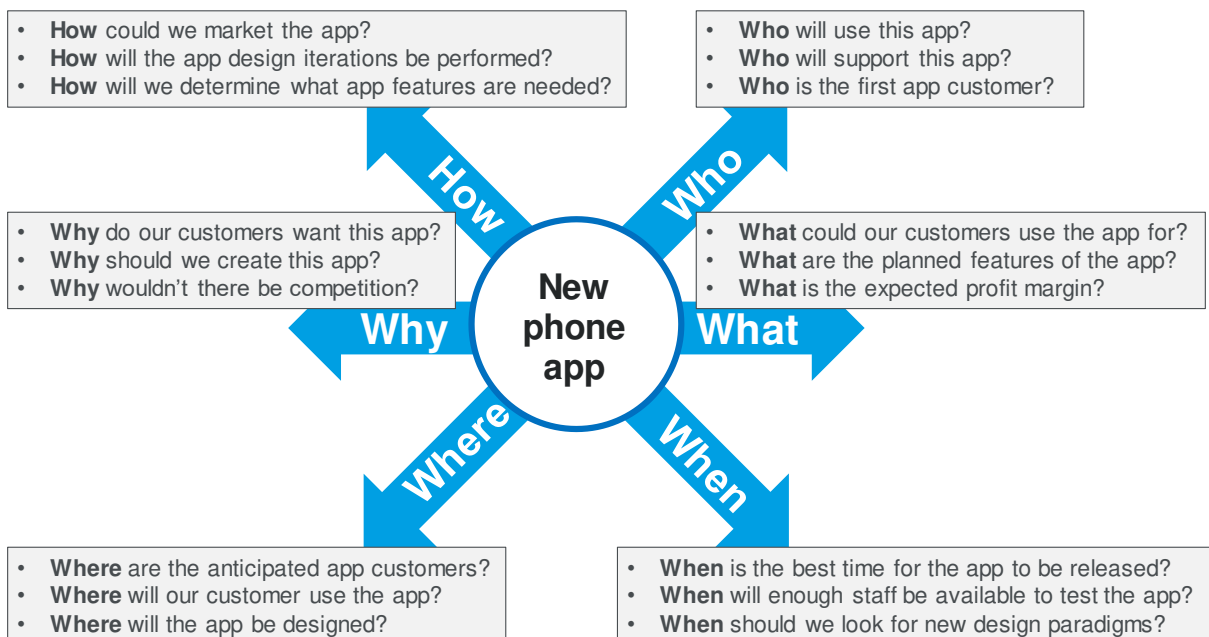 • How could we market the app?
• How will the app design iterations be performed?
• How will we determine what app features are needed?
• Who will use this app?
• Who will support this app?
• Who is the first app customer?
How
Who
• Why do our customers want this app?
• Why should we create this app?
• Why wouldn't there be competition?
• What could our customers use the app for?
• What are the planned features of the app?
• What is the expected profit margin?
Why
New
phone
app
What
Where
When
• Where are the anticipated app customers?
• Where will our customer use the app?
• Where will the app be designed?
• When is the best time for the app to be released?
• When will enough staff be available to test the app?
• When should we look for new design paradigms?